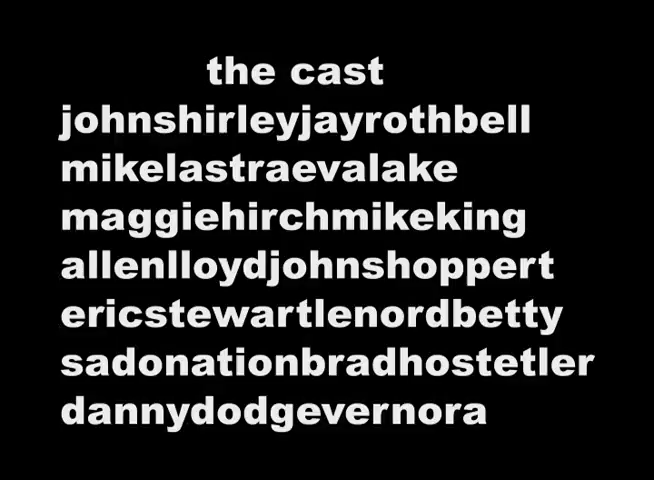 the cast
johnshirleyjayrothbell
mikelastraevalake
maggiehirchmikeking
allenlloydjohnshoppert
ericstewartlenordbetty
sadonationbradhostetler
dannydodgevernora